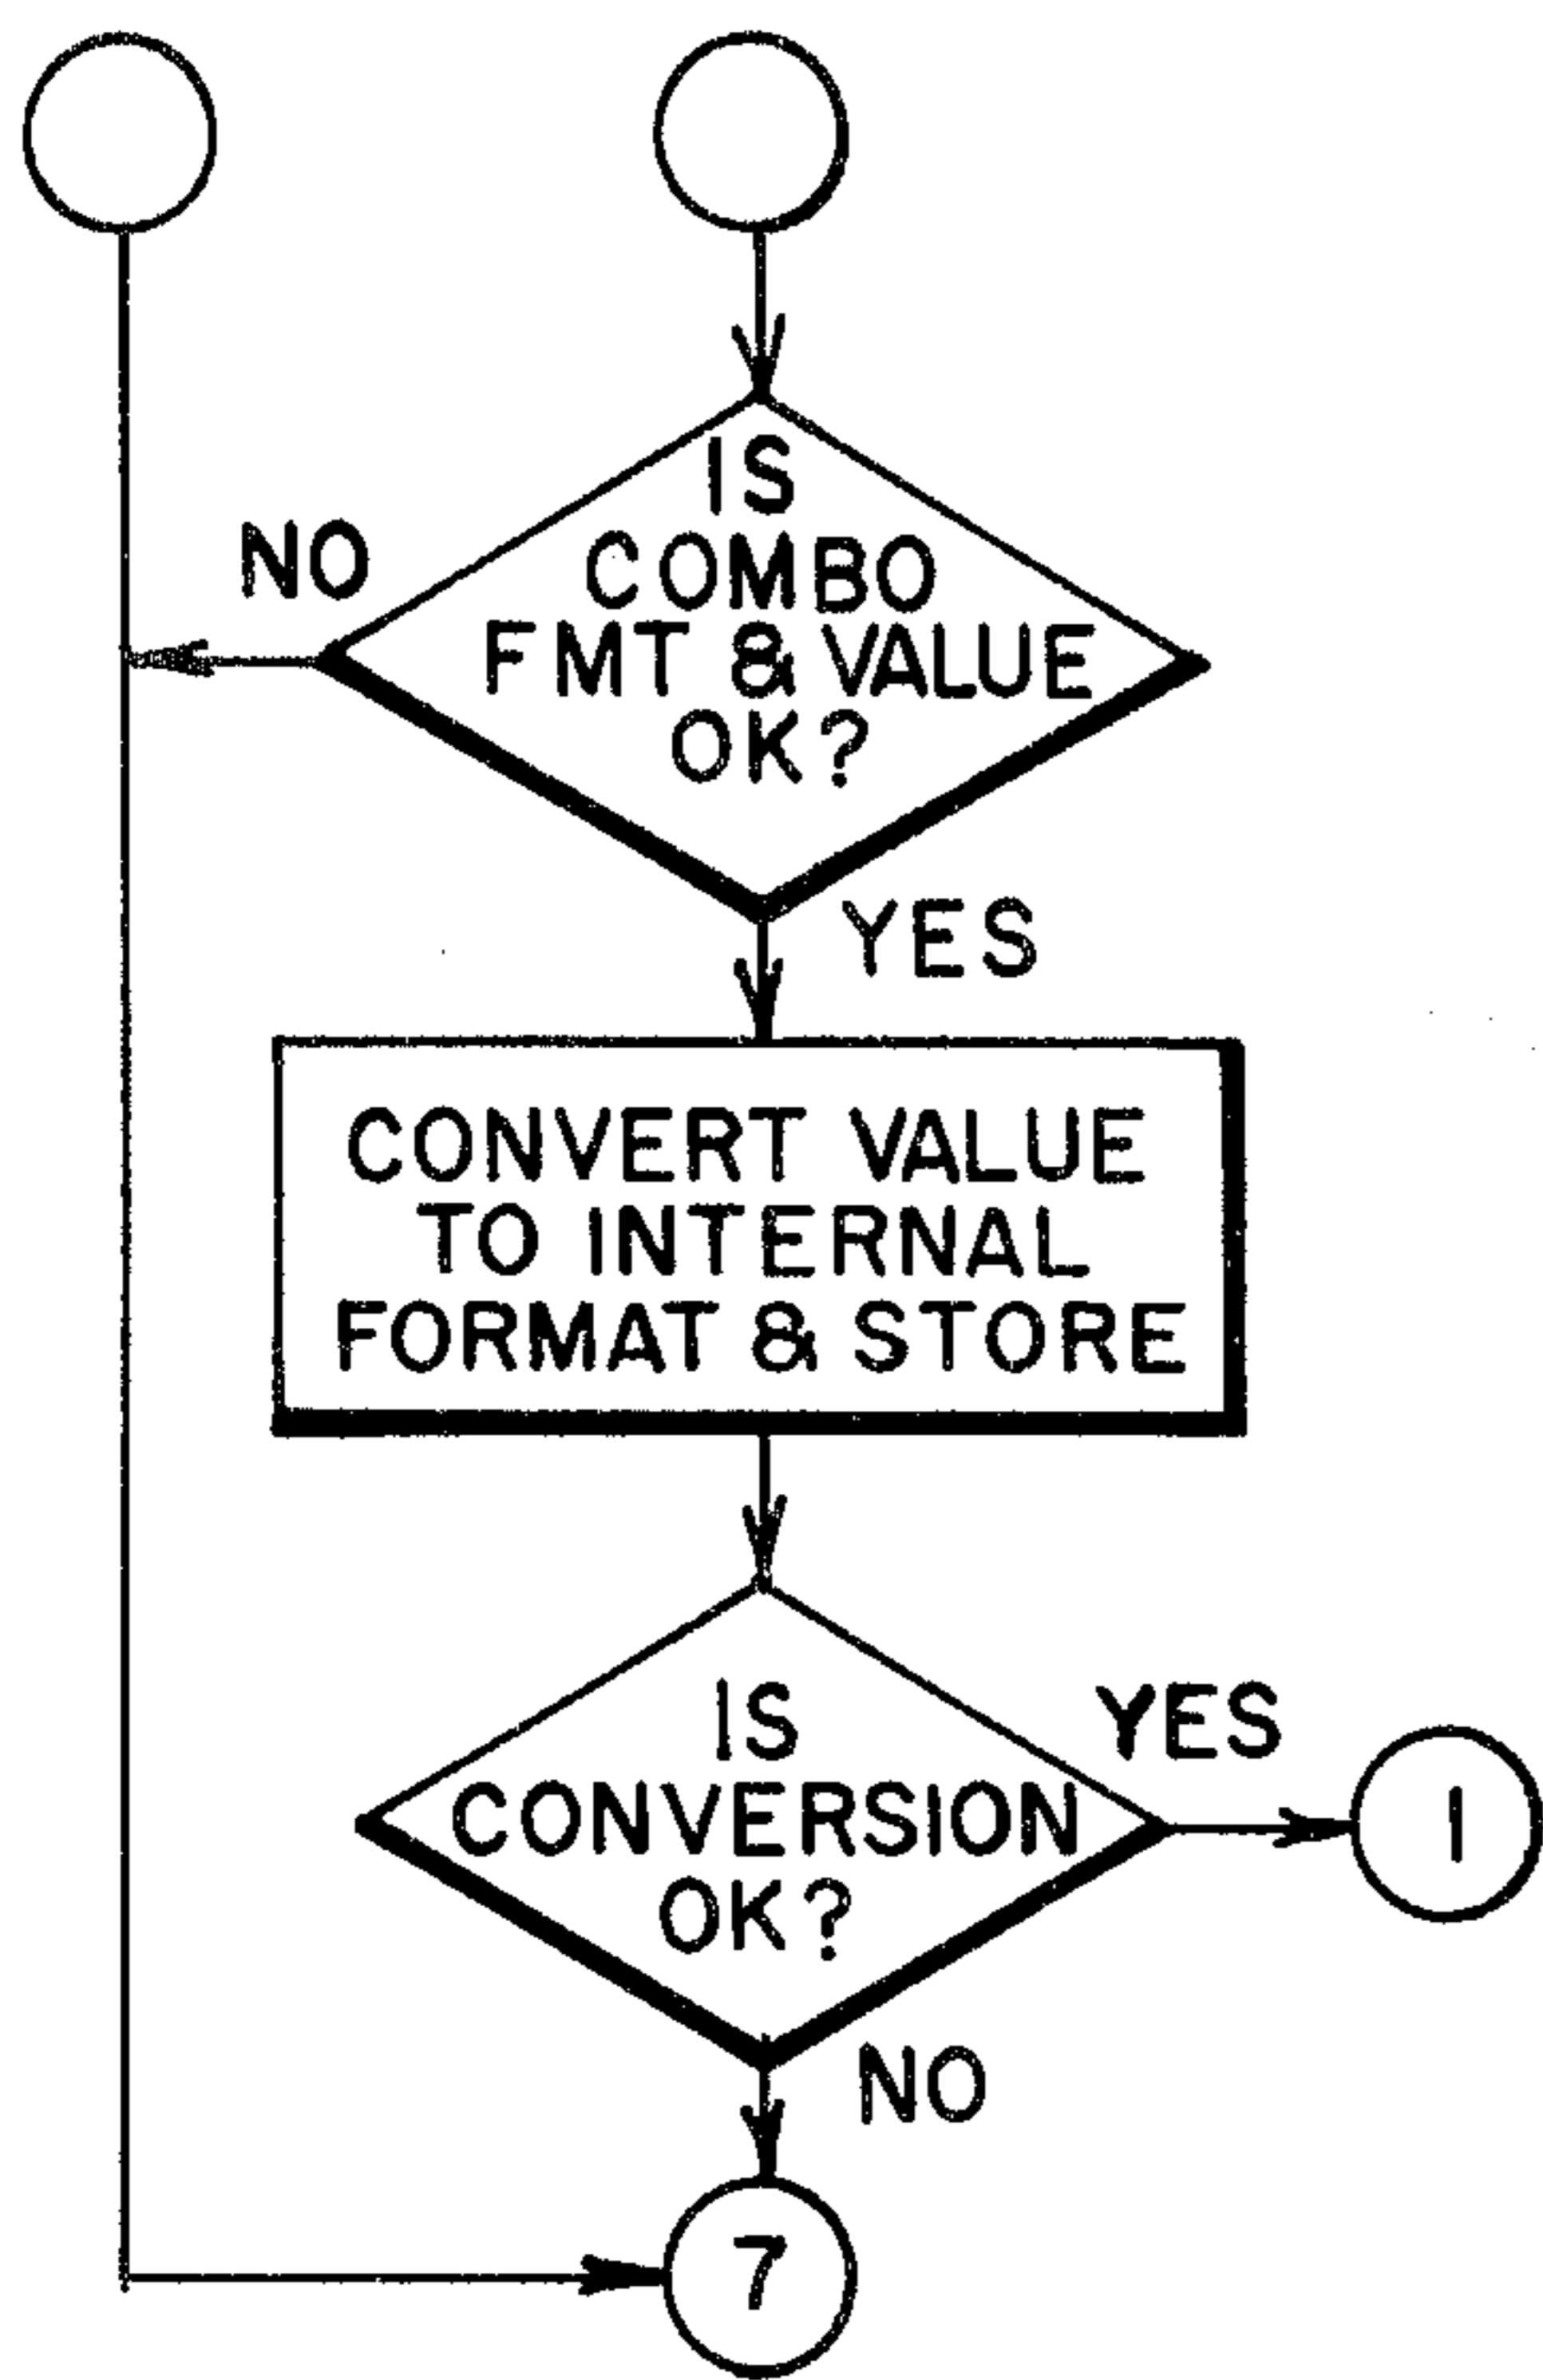 IS
COMBO
FMT & VALUE
OK?
NO
YES
CONVERT VALUE
TO INTERNAL
FORMAT & STORE
IS
CONVERSION
OK?
YES
1
NO
7